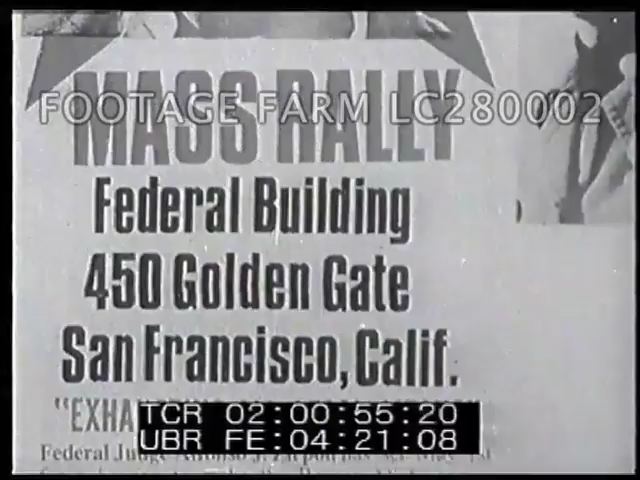 MASS RALLY
FOOTAGE FARM LC280002
Federal Building
450 Golden Gate
San Francisco, Calif.
"EXHA
TCR 02:00:55:20
UBR FE:04:21:08
Federal